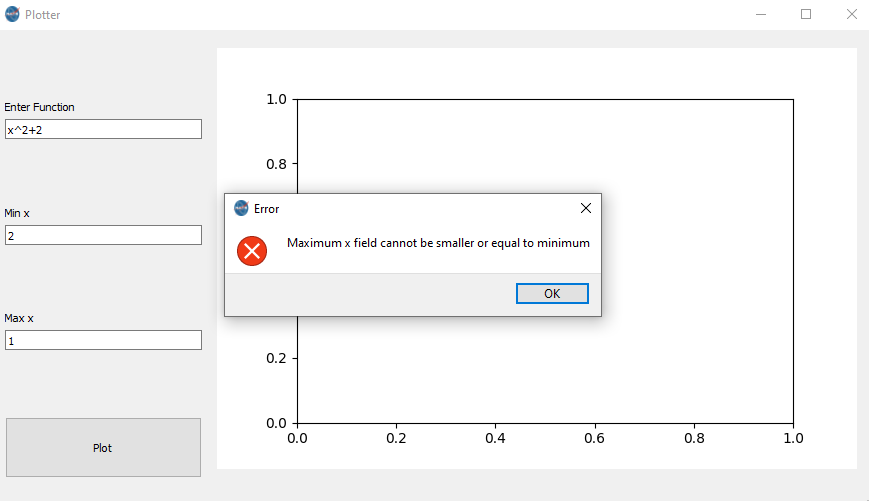 Plotter
Enter Function
x^2+2
Min x
2
Max x
1
Plot
1.0
0.8
0.2
0.0
0.0 0.2 0.4 0.6 0.8 1.0
Error
Maximum x field cannot be smaller or equal to minimum
OK